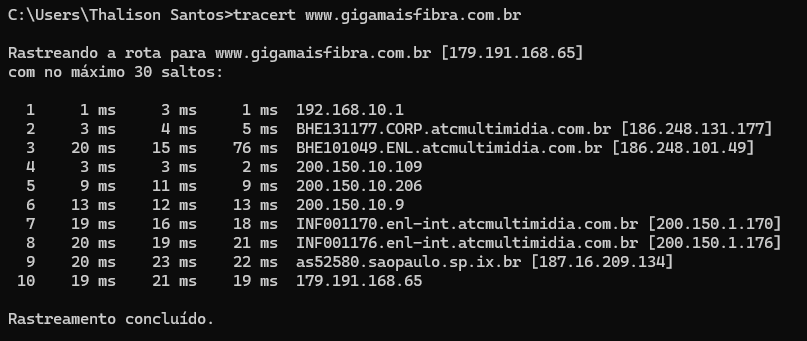 C:\Users\Thalison Santos>tracert www.gigamaisfibra.com.br
Rastreando a rota para www.gigamaisfibra.com.br [179.191.168.65]
com no máximo 30 saltos:
1 1 ms 3 ms 1 ms 192.168.10.1
2 3 ms 4 ms 5 ms BHE131177.CORP.atcmultimidia.com.br [186.248.131.177]
3 20 ms 15 ms 76 ms BHE101049.ENL.atcmultimidia.com.br [186.248.101.49]
4 3 ms 3 ms 2 ms 200.150.10.109
5 9 ms 11 ms 9 ms 200.150.10.206
6 13 ms 12 ms 13 ms 200.150.10.9
7 19 ms 16 ms 18 ms INF001170.enl-int.atcmultimidia.com.br [200.150.1.170]
8 20 ms 19 ms 21 ms INF001176.enl-int.atcmultimidia.com.br [200.150.1.176]
9 20 ms 23 ms 22 ms as52580.saopaulo.sp.ix.br [187.16.209.134]
10 19 ms 21 ms 19 ms 179.191.168.65
Rastreamento concluído.